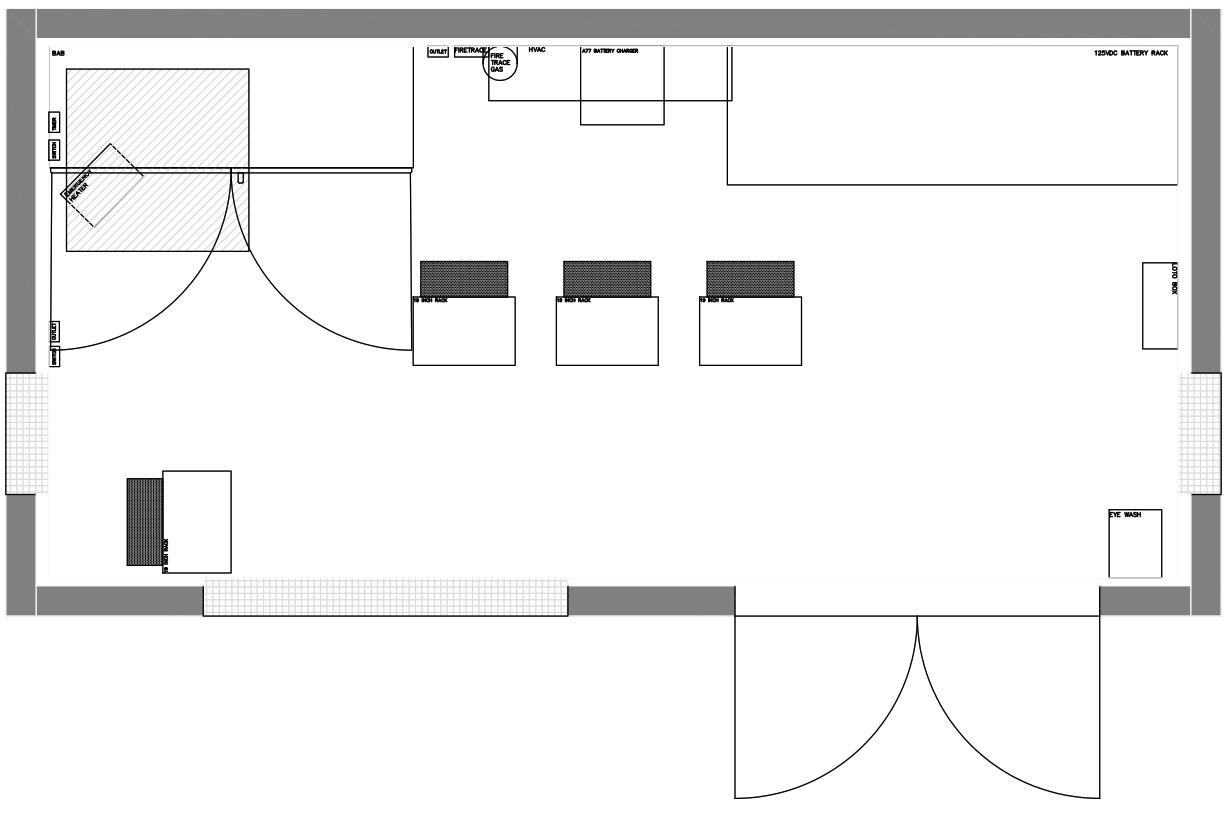 BAB
OUTLET
FIRETRACE
FIRE
TRACE
GAS
HVAC
A77 BATTERY CHARGER
125VDC BATTERY RACK
TIMER
SWITCH
EMERGENCY
HEATER
LOTO BOX
19 INCH RACK
19 INCH RACK
19 INCH RACK
OUTLET
SWITCH
19 INCH RACK
EYE WASH